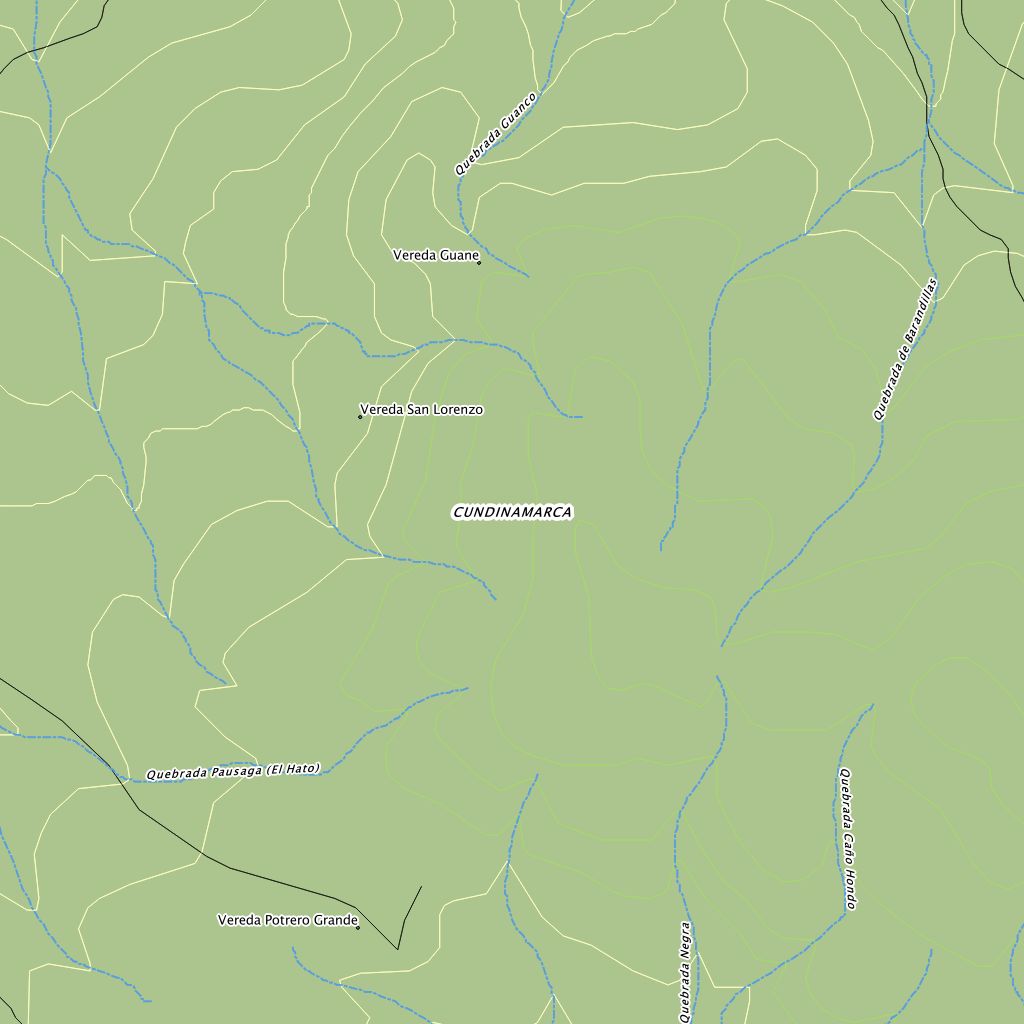 Quebrada Guanco
Vereda Guane
Quebrada de Barandillas
Vereda San Lorenzo
CUNDINAMARCA
Quebrada Pausaga (El Hato)
Quebrada Caño Hondo
Vereda Potrero Grande
Quebrada Negra